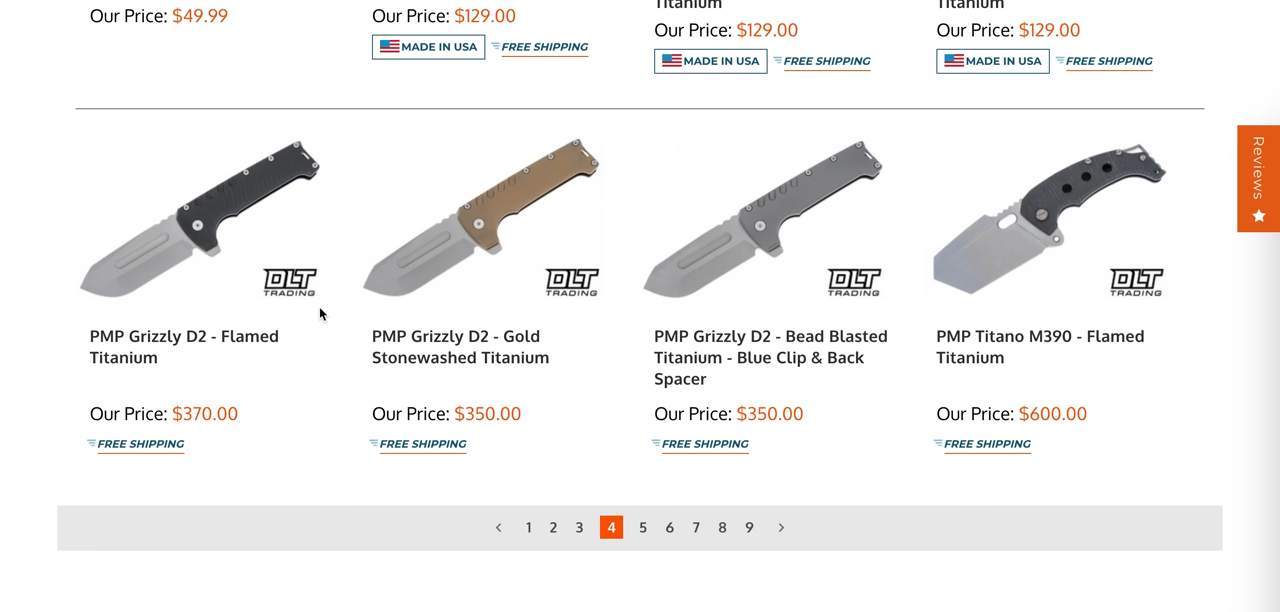 Titanium
Titanium
Our Price: $49.99
Our Price: $129.00
Our Price: $129.00
Our Price: $129.00
MADE IN USA FREE SHIPPING
MADE IN USA FREE SHIPPING
MADE IN USA FREE SHIPPING
Reviews
DLT
TRADING
DLT
TRADING
DLT
TRADING
DLT
TRADING
PMP Grizzly D2 - Flamed
Titanium
Our Price: $370.00
FREE SHIPPING
PMP Grizzly D2 - Gold
Stonewashed Titanium
Our Price: $350.00
FREE SHIPPING
PMP Grizzly D2 - Bead Blasted
Titanium - Blue Clip & Back
Spacer
Our Price: $350.00
FREE SHIPPING
PMP Titano M390 - Flamed
Titanium
Our Price: $600.00
FREE SHIPPING
< 1 2 3 4 5 6 7 8 9 >